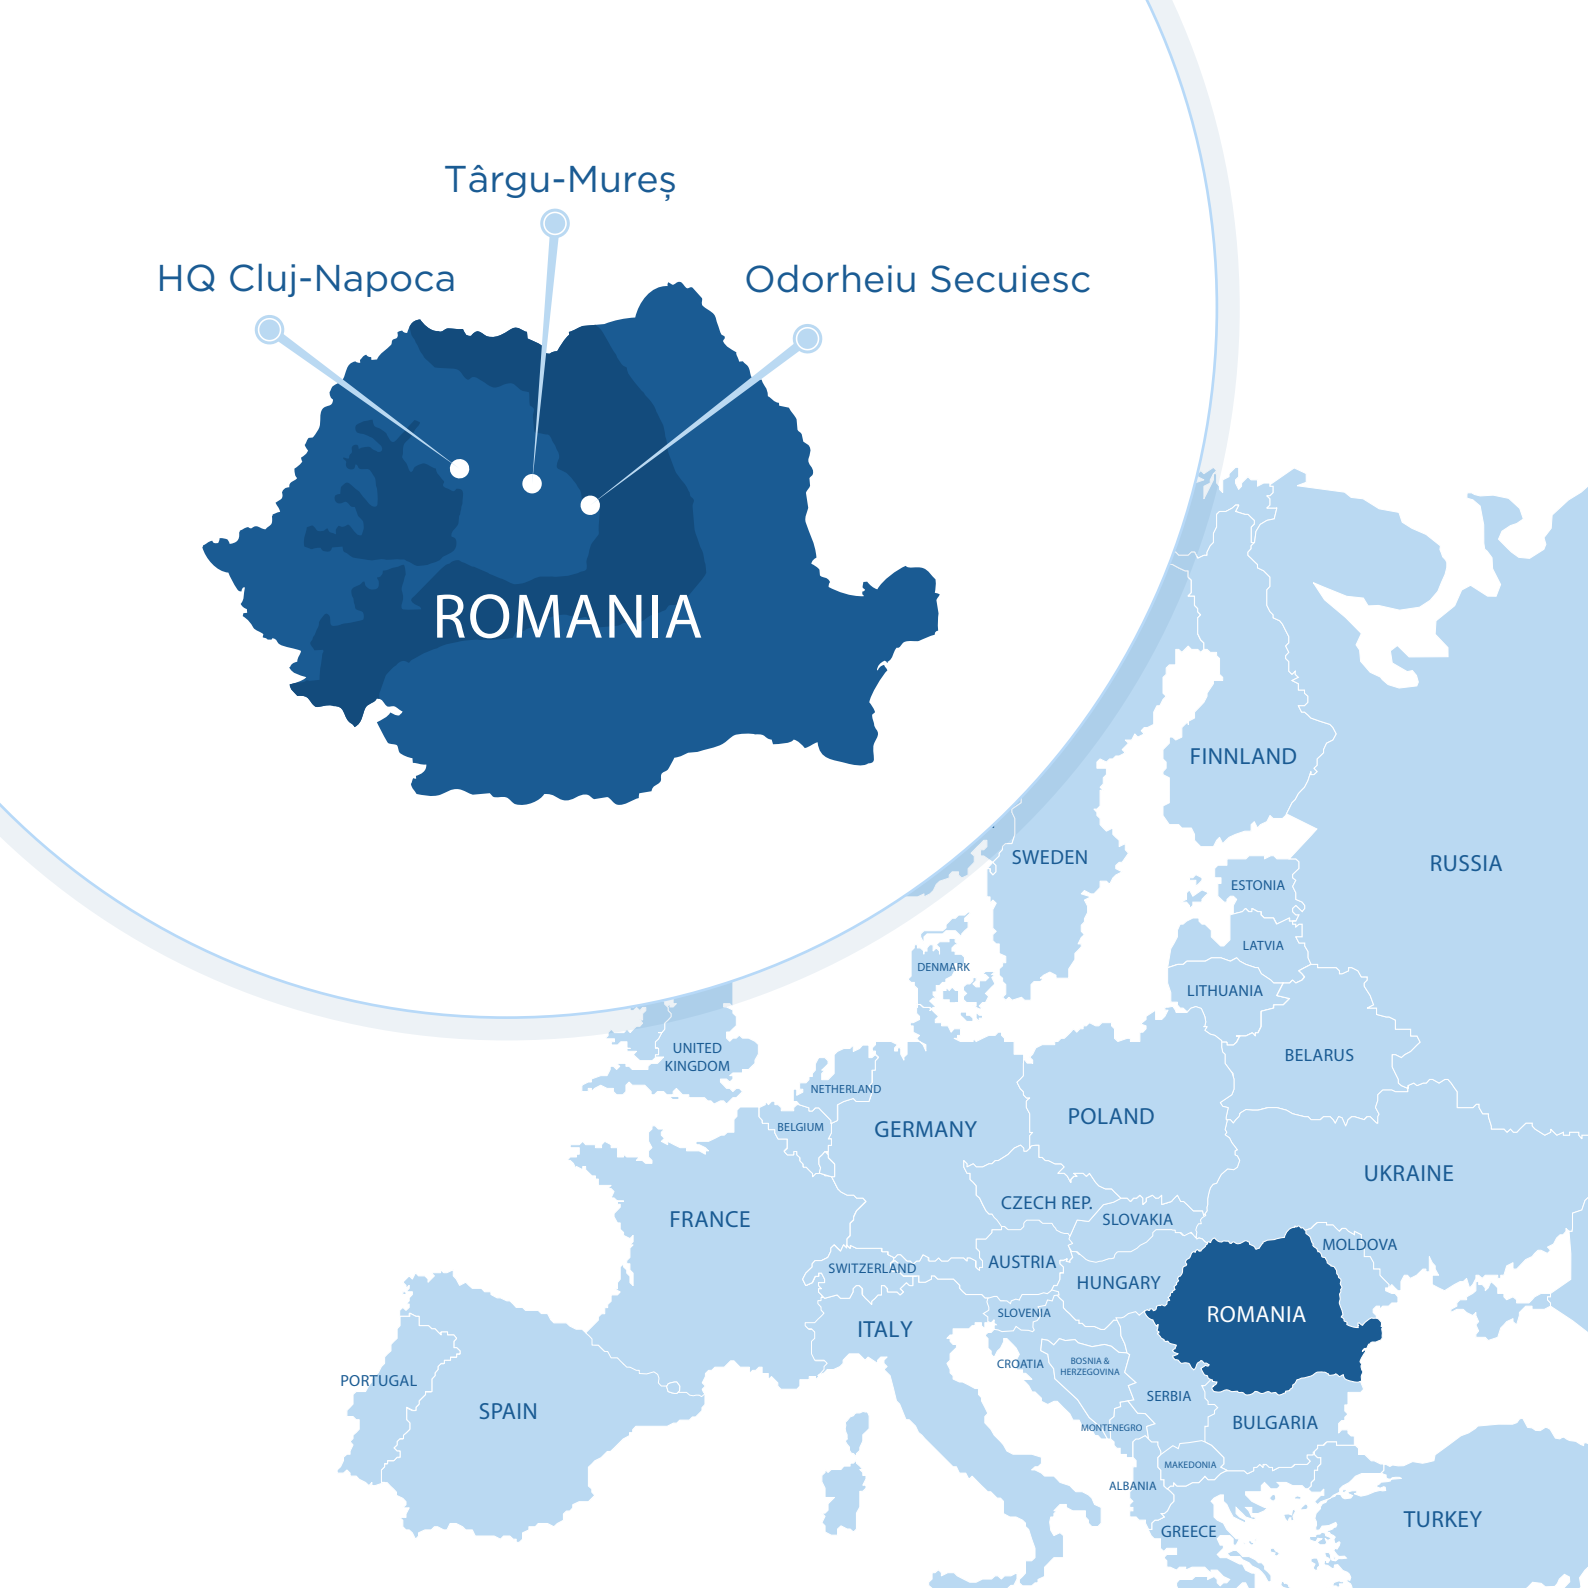 Târgu-Mureș
HQ Cluj-Napoca
Odorheiu Secuiesc
ROMANIA
FINNLAND
SWEDEN
RUSSIA
ESTONIA
LATVIA
DENMARK
LITHUANIA
UNITED
KINGDOM
BELARUS
NETHERLAND
BELGIUM
GERMANY
POLAND
UKRAINE
CZECH REP.
FRANCE
SLOVAKIA
MOLDOVA
AUSTRIA
SWITZERLAND
HUNGARY
SLOVENIA
ROMANIA
ITALY
CROATIA
BOSNIA &
HERZEGOVINA
PORTUGAL
SERBIA
SPAIN
BULGARIA
MONTENEGRO
MAKEDONIA
ALBANIA
TURKEY
GREECE